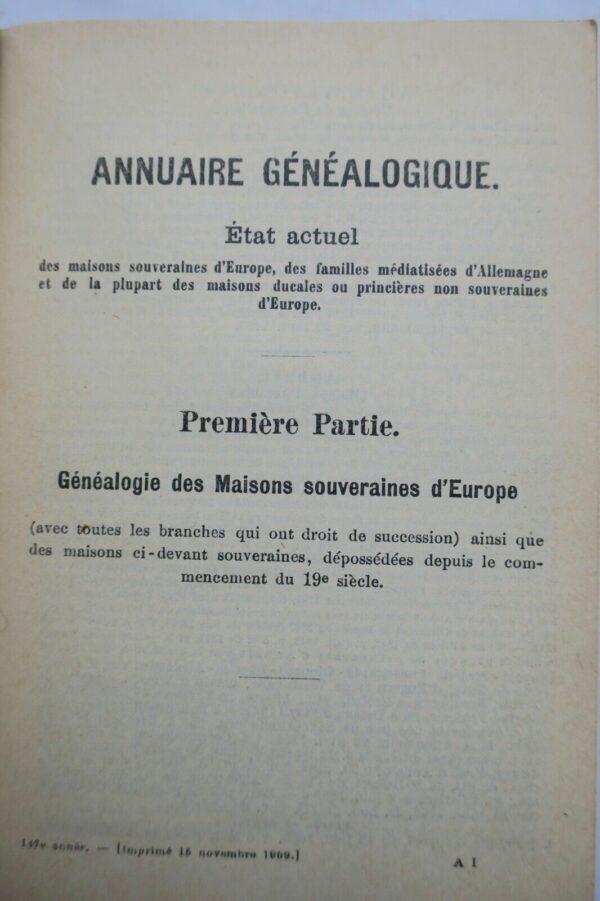 ANNUAIRE GÉNÉALOGIQUE.
État actuel
des maisons souveraines d'Europe, des familles médiatisées d'Allemagne
et de la plupart des maisons ducales ou princières non souveraines
d'Europe.
Première Partie.
Généalogie des Maisons souveraines d'Europe
(avec toutes les branches qui ont droit de succession) ainsi que
des maisons ci-devant souveraines, dépossédées depuis le com-
mencement du 19e siècle.
147e année. — [Imprimé 15 novembre 1909.]
A I